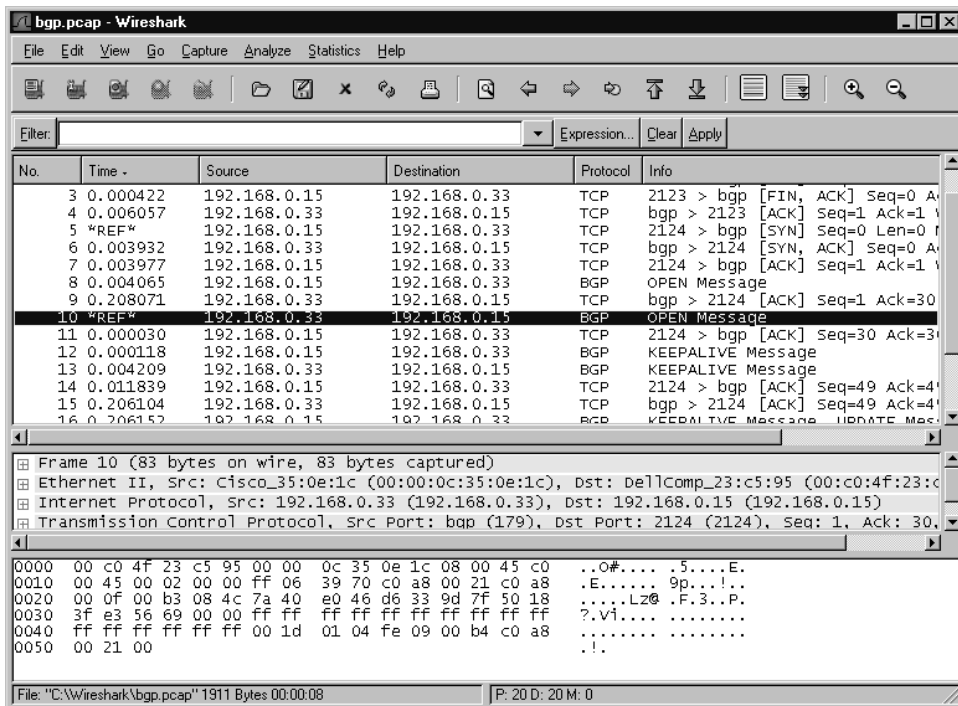 bgp.pcap - Wireshark
File Edit View Go Capture Analyze Statistics Help
Filter: Expression... Clear Apply
No. Time Source Destination Protocol Info
3 0.000422 192.168.0.15 192.168.0.33 TCP 2123 > bgp [FIN, ACK] Seq=0
4 0.006057 192.168.0.33 192.168.0.15 TCP bgp > 2123 [ACK] Seq=1 Ack=1
5 *REF* 192.168.0.15 192.168.0.33 TCP 2124 > bgp [SYN] Seq=0 Len=0
6 0.003932 192.168.0.33 192.168.0.15 TCP bgp > 2124 [SYN, ACK] Seq=0
7 0.003977 192.168.0.15 192.168.0.33 TCP 2124 > bgp [ACK] Seq=1 Ack=1
8 0.004065 192.168.0.15 192.168.0.33 BGP OPEN Message
9 0.208071 192.168.0.33 192.168.0.15 TCP bgp > 2124 [ACK] Seq=1 Ack=30
10 *REF* 192.168.0.33 192.168.0.15 BGP OPEN Message
11 0.000030 192.168.0.15 192.168.0.33 TCP 2124 > bgp [ACK] Seq=30
12 0.000118 192.168.0.15 192.168.0.33 BGP KEEPALIVE Message
13 0.004209 192.168.0.33 192.168.0.15 BGP KEEPALIVE Message
14 0.011839 192.168.0.15 192.168.0.33 TCP 2124 > bgp [ACK] Seq=49
15 0.206104 192.168.0.33 192.168.0.15 TCP bgp > 2124 [ACK] Seq=49
16 0.206152 192.168.0.15 192.168.0.33 BGP KEEPALIVE Message, UPDATE
Frame 10 (83 bytes on wire, 83 bytes captured)
Ethernet II, Src: Cisco_35:0e:1c (00:00:0c:35:0e:1c), Dst: DellComp_23:c5:95 (00:c0:4f:23:c
Internet Protocol, Src: 192.168.0.33 (192.168.0.33), Dst: 192.168.0.15 (192.168.0.15)
Transmission Control Protocol, Src Port: bgp (179), Dst Port: 2124 (2124), Seq: 1, Ack: 30,
0000 00 c0 4f 23 c5 95 00 00 0c 35 0e 1c 08 00 45 c0 ..O#.... .5....E.
0010 00 45 00 02 00 00 ff 06 39 70 c0 a8 00 21 c0 a8 .E...... 9p...!..
0020 00 0f 00 b3 08 4c 7a 40 e0 46 d6 33 9d 7f 50 18 .....Lz@ .F.3..P.
0030 3f e3 56 69 00 00 ff ff ff ff ff ff ff ff ff ff ?.Vi.... ........
0040 ff ff ff ff ff ff 00 1d 01 04 fe 09 00 b4 c0 a8 ........ ........
0050 00 21 00 .!.
File: "C:\Wireshark\bgp.pcap" 1911 Bytes 00:00:08 P: 20 D: 20 M: 0